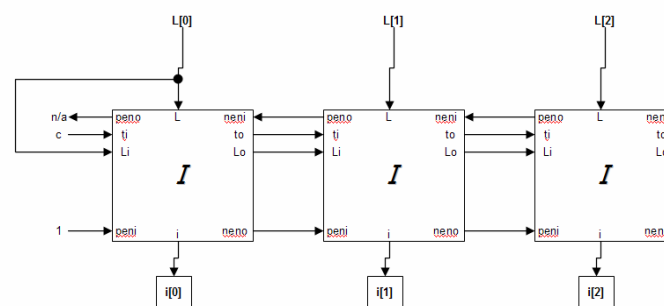 L[0] L[1] L[2]
n/a peno L neni peno L neni peno L neni
c ti to ti to ti to
Li Lo Li Lo Li Lo
I I I
1 peni i neno peni i neno peni i neno
i[0] i[1] i[2]